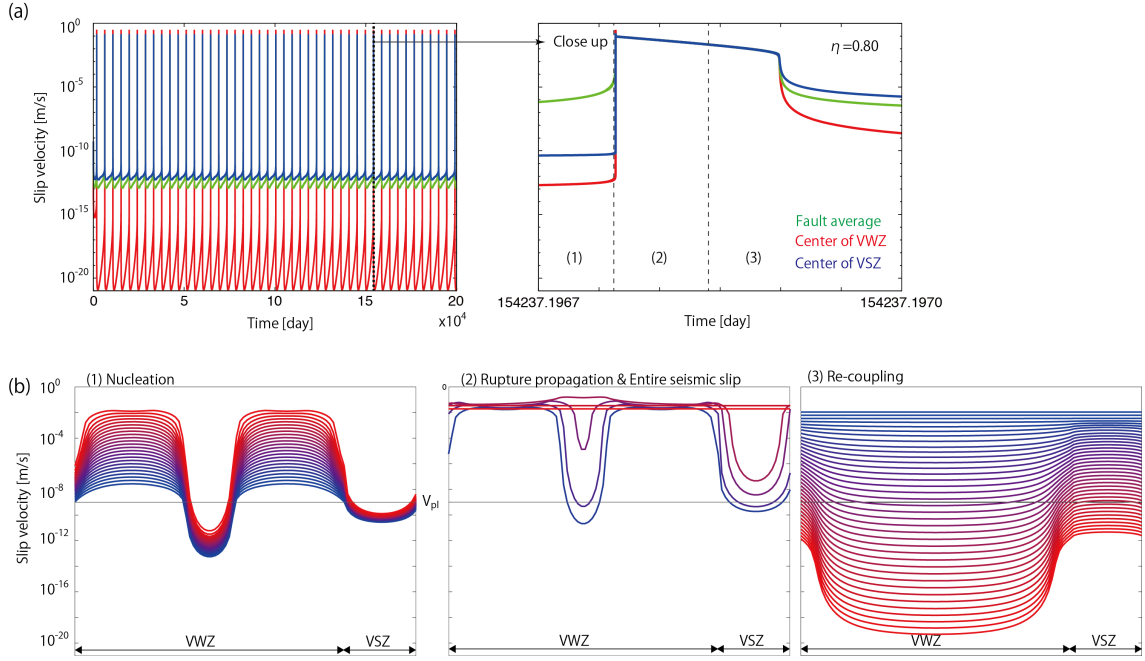 (a)
Slip velocity [m/s]
10^0
10^-5
10^-10
10^-15
10^-20
0
5
10
15
20
x10^4
Time [day]
Close up
η=0.80
Fault average
Center of VWZ
Center of VSZ
(1)
(2)
(3)
154237.1967
154237.1970
Time [day]
(b)
(1) Nucleation
(2) Rupture propagation & Entire seismic slip
(3) Re-coupling
Slip velocity [m/s]
10^0
10^-4
10^-8
10^-12
10^-16
10^-20
0
V_pl
VWZ
VSZ
VWZ
VSZ
VWZ
VSZ